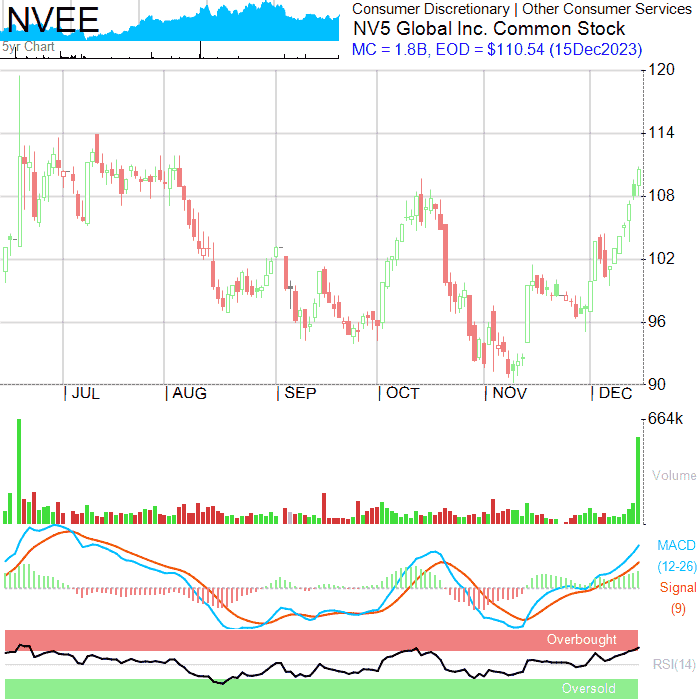 NVEE
5yr Chart
Consumer Discretionary | Other Consumer Services
NV5 Global Inc. Common Stock
MC = 1.8B, EOD = $110.54 (15Dec2023)
120
114
108
102
96
90
| JUL | AUG | SEP | OCT | NOV | DEC
664k
Volume
MACD
(12-26)
Signal
(9)
Overbought
RSI(14)
Oversold